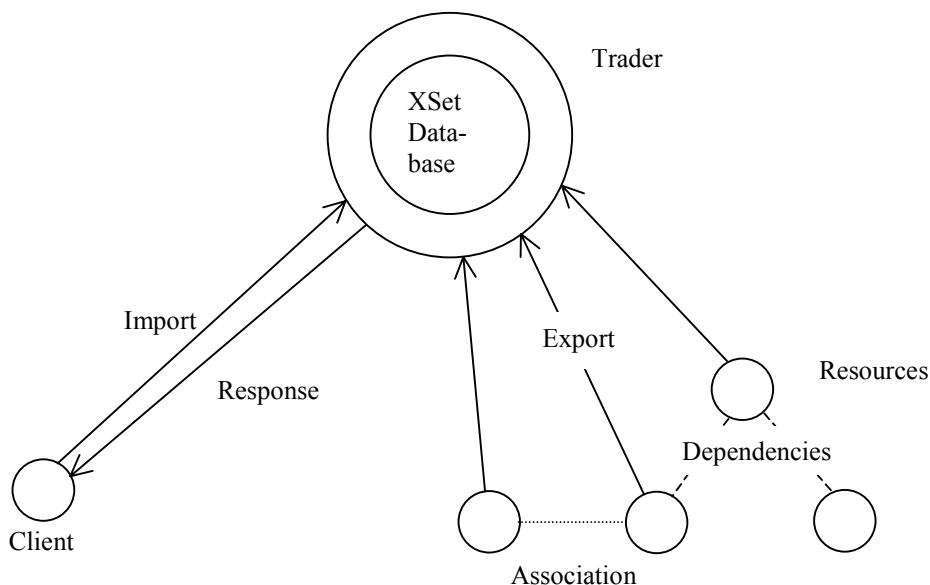 Trader
XSet
Data-
base
Import
Export
Response
Resources
Dependencies
Client
Association